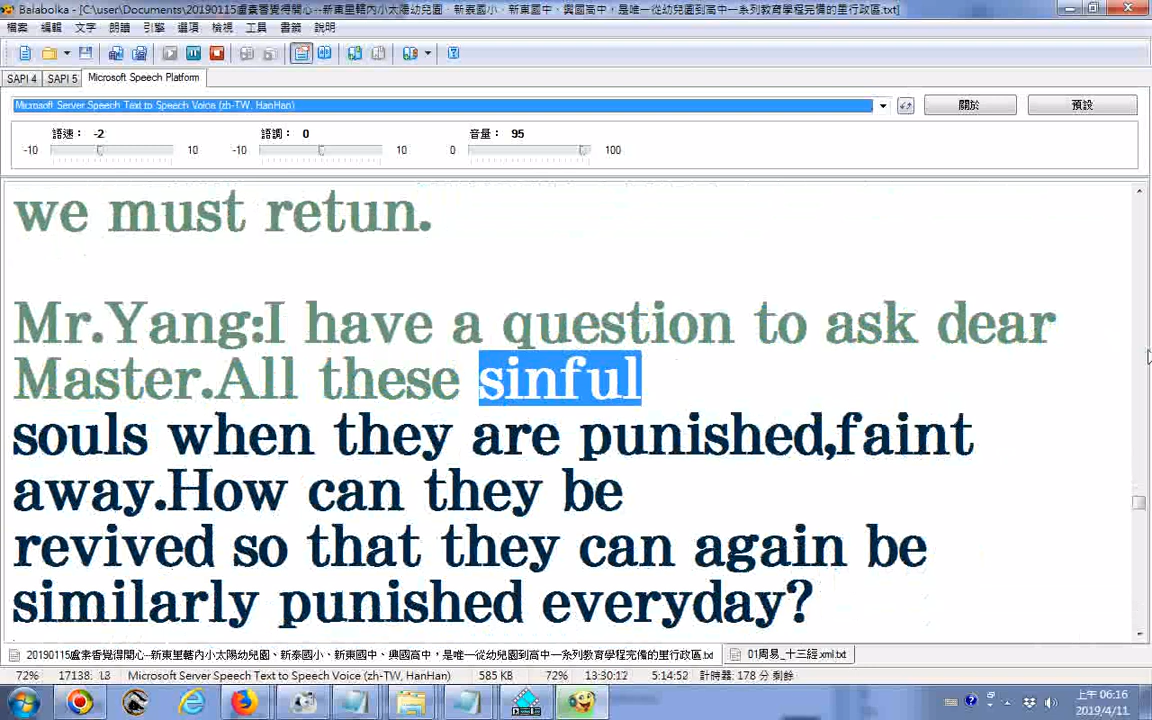 Balabolka - [C:\user\Documents\20190115盧素香覺得開心--新東里轄內小太陽幼兒園、新泰國小、新東國中、興國高中，是唯一從幼兒園到高中一系列教育學程完備的里行政區.txt]
檔案 編輯 文字 朗讀 引擎 選項 檢視 工具 書籤 說明
SAPI 4 SAPI 5 Microsoft Speech Platform
Microsoft Server Speech Text to Speech Voice (zh-TW, HanHan) 關於 預設
語速： -2 語調： 0 音量： 95
-10 10 -10 10 0 100
we must retun.
Mr.Yang:I have a question to ask dear
Master.All these sinful
souls when they are punished,faint
away.How can they be
revived so that they can again be
similarly punished everyday?
20190115盧素香覺得開心--新東里轄內小太陽幼兒園、新泰國小、新東國中、興國高中，是唯一從幼兒園到高中一系列教育學程完備的里行政區.txt 01周易_十三經.xml.txt
72% 17138: L3 Microsoft Server Speech Text to Speech Voice (zh-TW, HanHan) 585 KB 72% 13:30:12 5:14:52 計時器: 178 分 剩餘
上午 06:16
2019/4/11